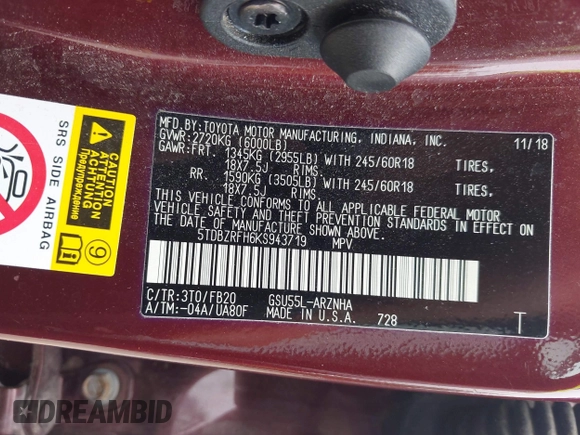 MFD.BY:TOYOTA MOTOR MANUFACTURING, INDIANA, INC. 11/18
GVWR:2720KG (6000LB)
GAWR:FRT. 1345KG (2955LB) WITH 245/60R18 TIRES,
18X7.5J RIMS.
RR. 1590KG (3505LB) WITH 245/60R18 TIRES,
18X7.5J RIMS.
THIS VEHICLE CONFORMS TO ALL APPLICABLE FEDERAL MOTOR
VEHICLE SAFETY AND THEFT PREVENTION STANDARDS IN EFFECT
ON THE DATE OF MANUFACTURE SHOWN ABOVE.
5TDBZRFH6KS943719 MPV
C/TR:3T0/FB20 GSU55L-ARZNHA
A/TM:-04A/UA80F MADE IN U.S.A. 728 T
SRS SIDE AIRBAG
ATTENTION
ACHTUNG
Предупреждение
9
DREAMBID